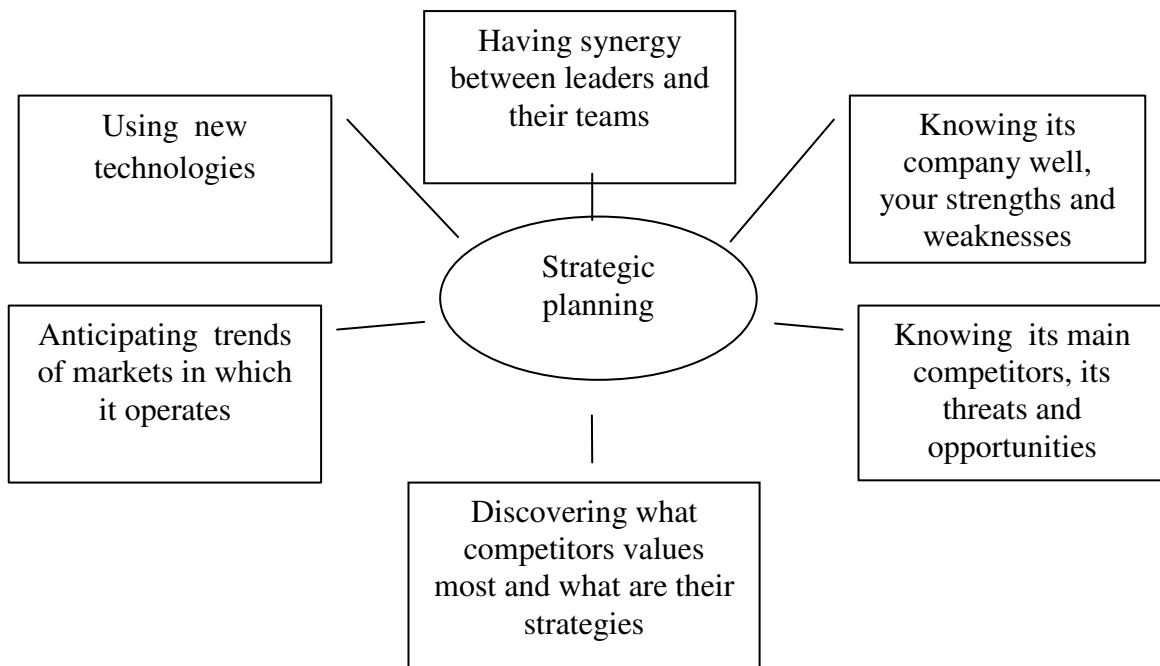 Having synergy
between leaders and
their teams
Using new
technologies
Knowing its
company well,
your strengths and
weaknesses
Strategic
planning
Anticipating trends
of markets in which
it operates
Knowing its main
competitors, its
threats and
opportunities
Discovering what
competitors values
most and what are their
strategies